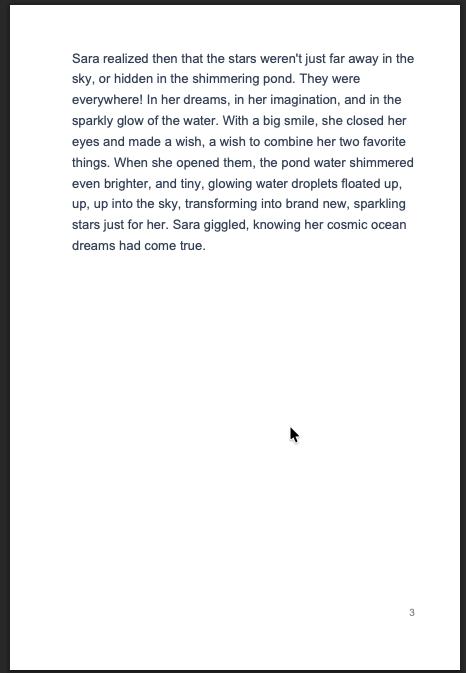 Sara realized then that the stars weren't just far away in the
sky, or hidden in the shimmering pond. They were
everywhere! In her dreams, in her imagination, and in the
sparkly glow of the water. With a big smile, she closed her
eyes and made a wish, a wish to combine her two favorite
things. When she opened them, the pond water shimmered
even brighter, and tiny, glowing water droplets floated up,
up, up into the sky, transforming into brand new, sparkling
stars just for her. Sara giggled, knowing her cosmic ocean
dreams had come true.
3